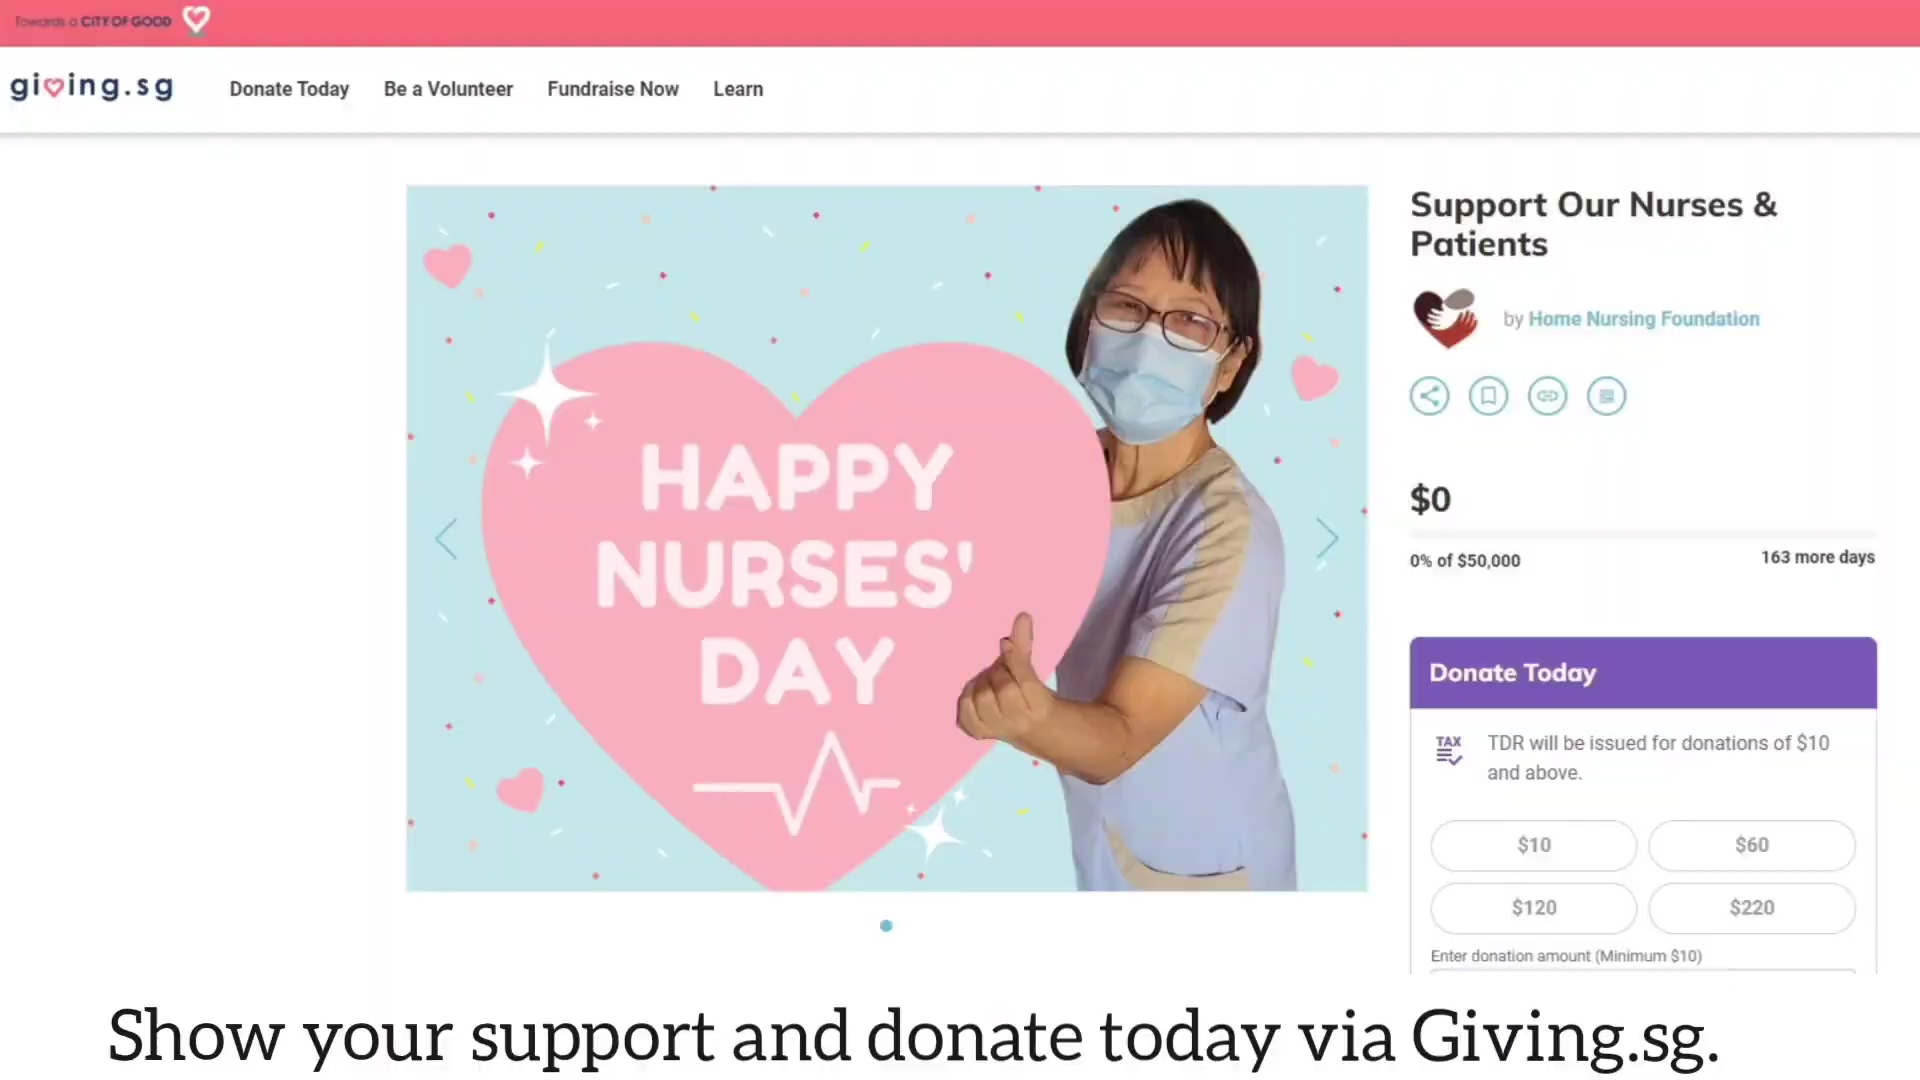 Towards a CITY OF GOOD
giving.sg
Donate Today
Be a Volunteer
Fundraise Now
Learn
HAPPY
NURSES'
DAY
Support Our Nurses &
Patients
by Home Nursing Foundation
$0
0% of $50,000
163 more days
Donate Today
TAX
TDR will be issued for donations of $10
and above.
$10
$60
$120
$220
Enter donation amount (Minimum $10)
Show your support and donate today via Giving.sg.